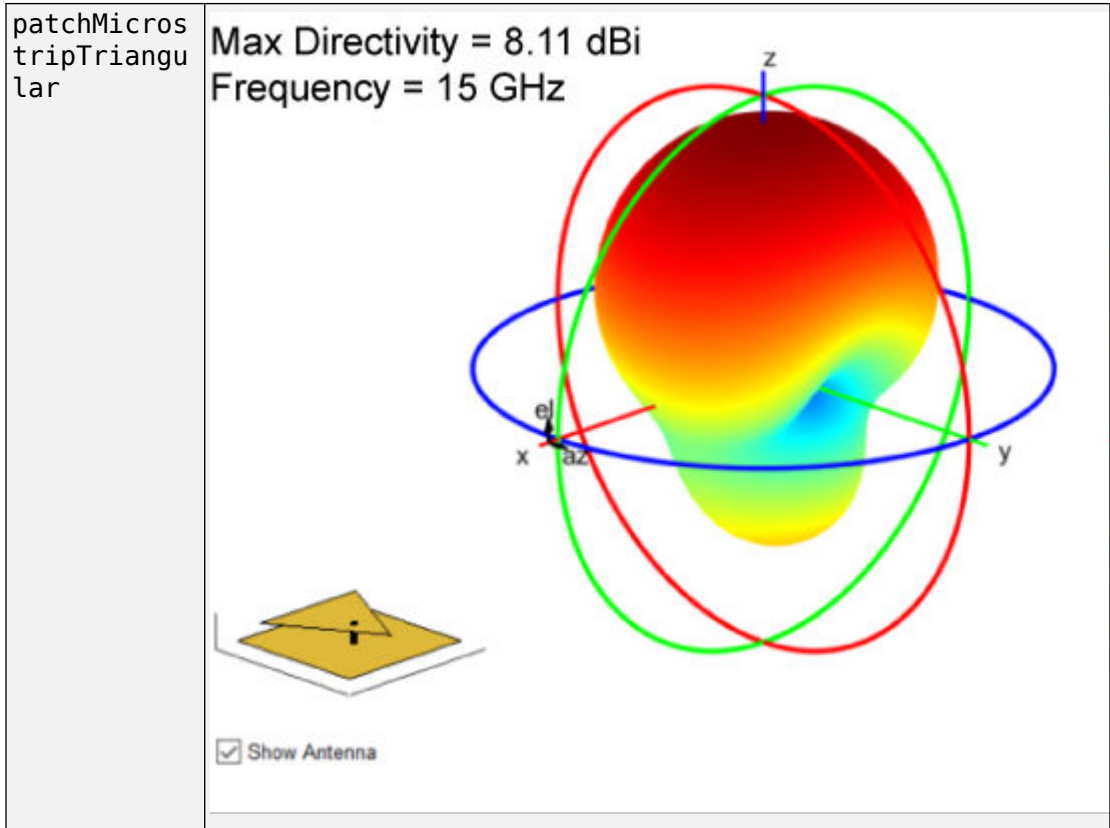 patchMicros
tripTriangu
lar
Max Directivity = 8.11 dBi
Frequency = 15 GHz
z
el
x
az
y
Show Antenna